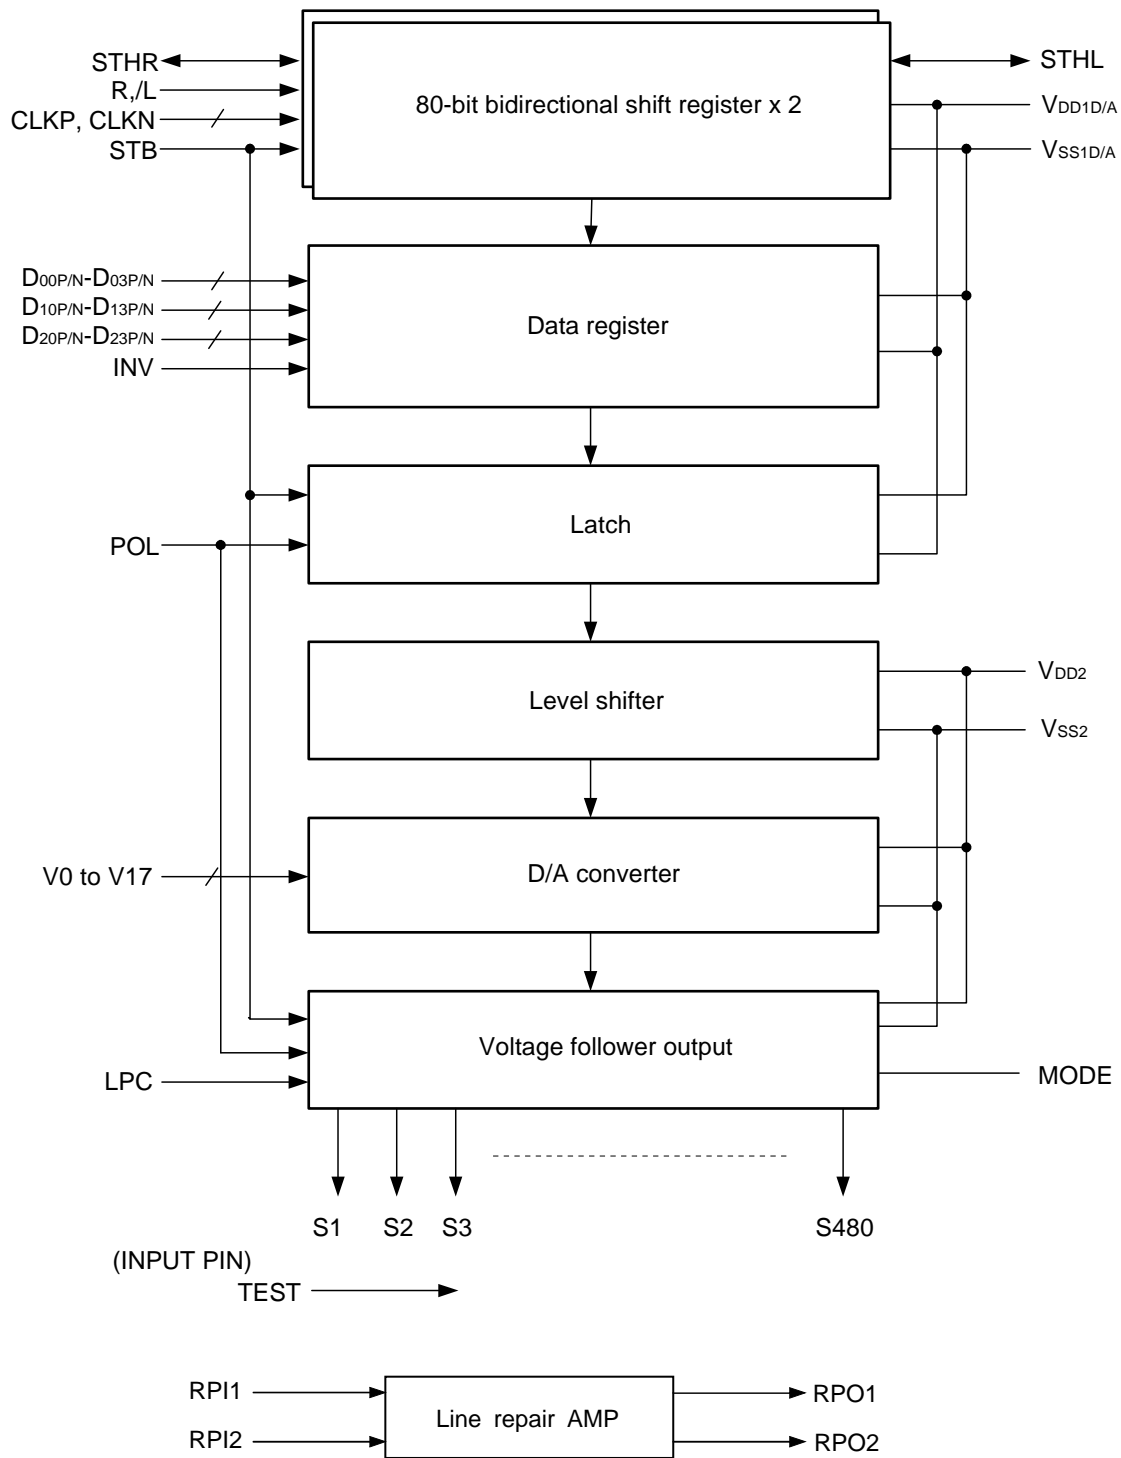 STHR
R,/L
CLKP, CLKN
STB
80-bit bidirectional shift register x 2
STHL
VDD1D/A
VSS1D/A
D00P/N-D03P/N
D10P/N-D13P/N
D20P/N-D23P/N
INV
Data register
POL
Latch
Level shifter
VDD2
VSS2
V0 to V17
D/A converter
LPC
Voltage follower output
MODE
S1 S2 S3 S480
(INPUT PIN)
TEST
RPI1
RPI2
Line repair AMP
RPO1
RPO2